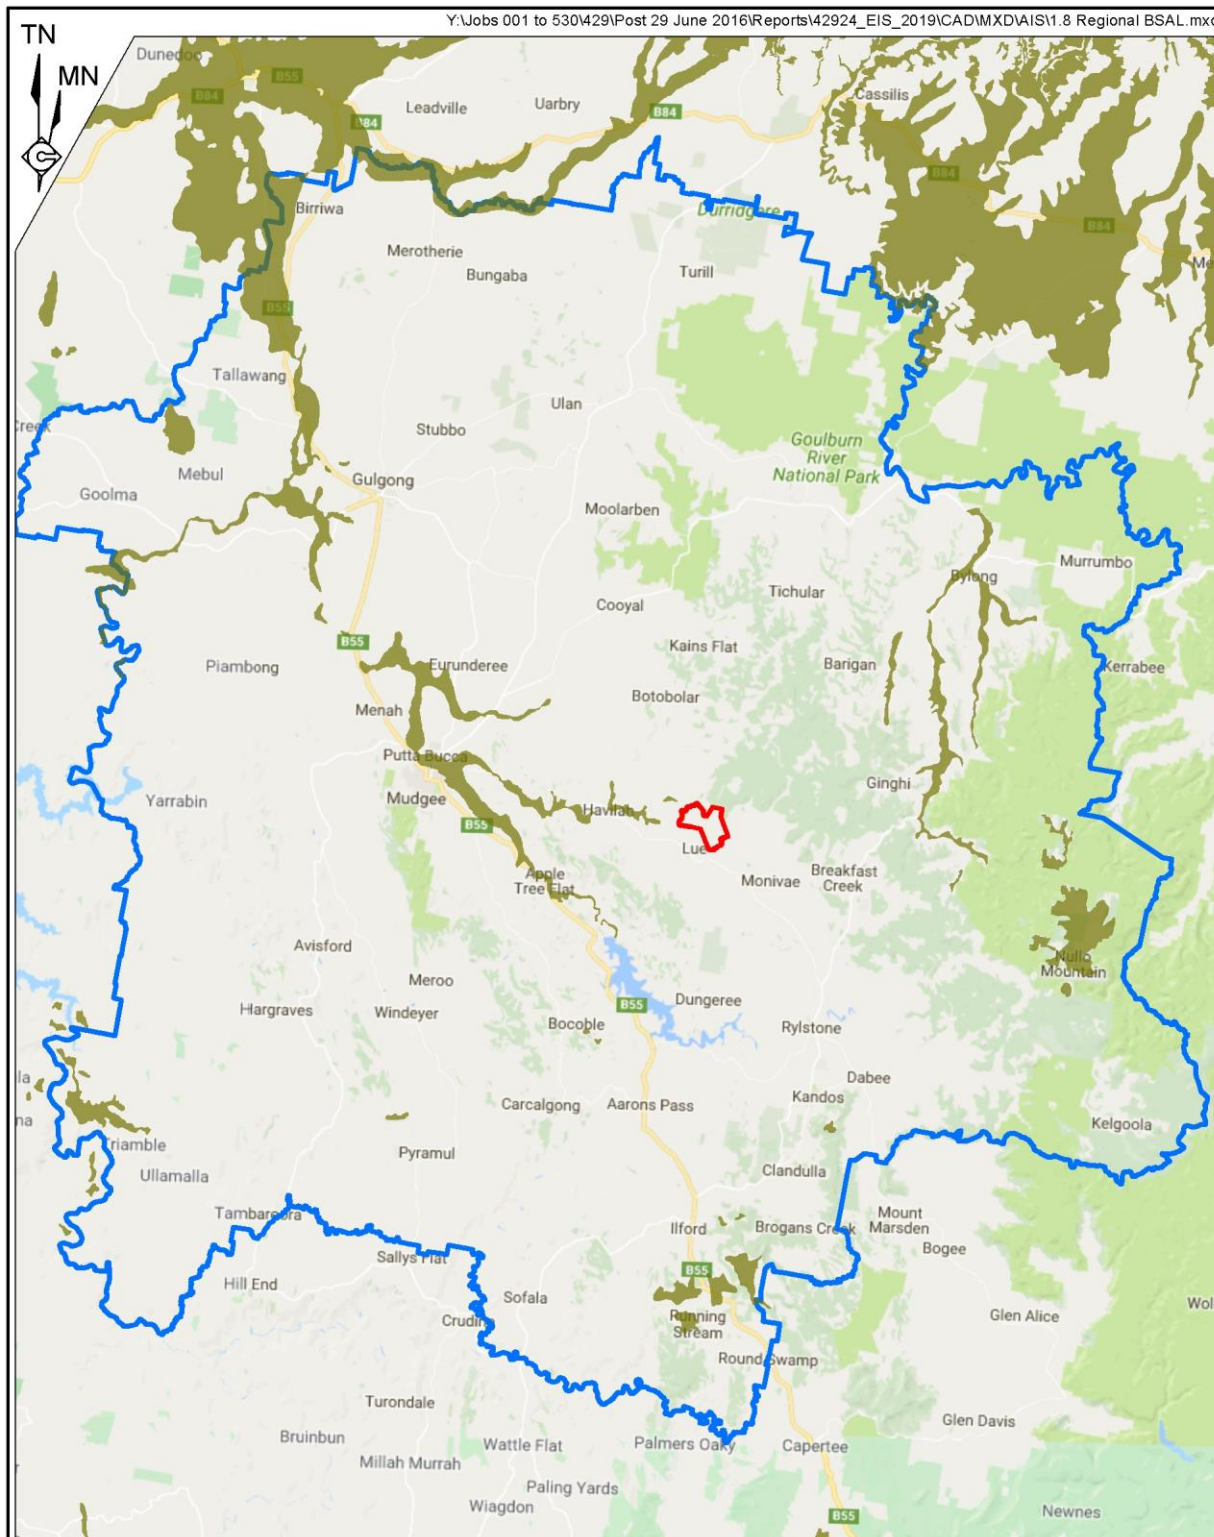 Y:\Jobs 001 to 530\429\Post 29 June 2016\Reports\42924_EIS_2019\CAD\MXD\AIS\1.8 Regional BSAL.mxd
TN
MN
Dunedoo
B55
B84
Leadville
Uarbry
Cassilis
B84
B84
B84
B84
Birriwa
Durridgere
Merotherie
Bungaba
Turill
B55
Tallawang
Ulan
Stubbo
Goulburn
River
National Park
Creek
Mebul
Gulgong
Goolma
Moolarben
Murrumbo
Bylong
Tichular
Cooyal
B55
Kains Flat
Piambong
Eurunderee
Barigan
Kerrabee
Botobolar
Menah
Putta Bucca
Ginghi
Mudgee
Yarrabin
Havilah
B55
Lue
Apple
Tree Flat
Monivae
Breakfast
Creek
Avisford
Nullo
Mountain
Meroo
Hargraves
Windeyer
B55
Dungeree
Bocoble
Rylstone
Dabee
Kandos
Carcalgong
Aarons Pass
Kelgoola
Triamble
Pyramul
Ullamalla
Clandulla
Tambaroora
Mount
Marsden
Ilford
Brogans Creek
Bogee
Sallys Flat
B55
Hill End
Sofala
Running
Stream
Glen Alice
Wol
Round Swamp
Turondale
Glen Davis
Bruinbun
Wattle Flat
Palmers Oaky
Capertee
Millah Murrah
Paling Yards
Wiagdon
B55
Newnes